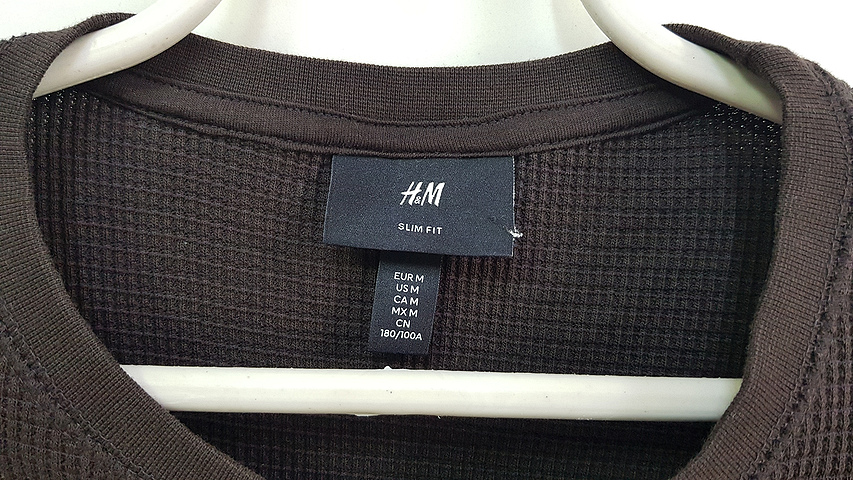 H&M
SLIM FIT
EUR M
US M
CA M
MX M
CN
180/100A